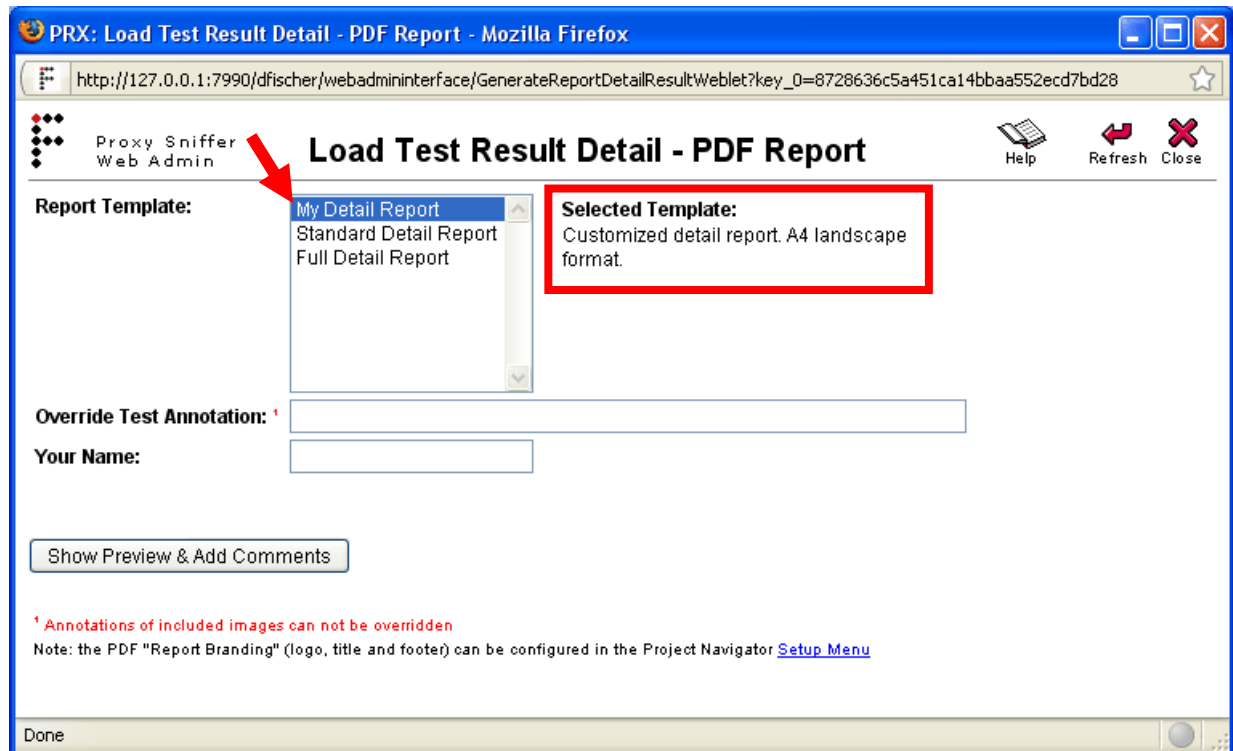 PRX: Load Test Result Detail - PDF Report - Mozilla Firefox
http://127.0.0.1:7990/dfischer/webadmininterface/GenerateReportDetailResultWeblet?key_0=8728636c5a451ca14bbaa552ecd7bd28
Proxy Sniffer
Web Admin
Load Test Result Detail - PDF Report
Help
Refresh
Close
Report Template:
My Detail Report
Standard Detail Report
Full Detail Report
Selected Template:
Customized detail report. A4 landscape
format.
Override Test Annotation: ¹
Your Name:
Show Preview & Add Comments
¹ Annotations of included images can not be overridden
Note: the PDF "Report Branding" (logo, title and footer) can be configured in the Project Navigator Setup Menu
Done